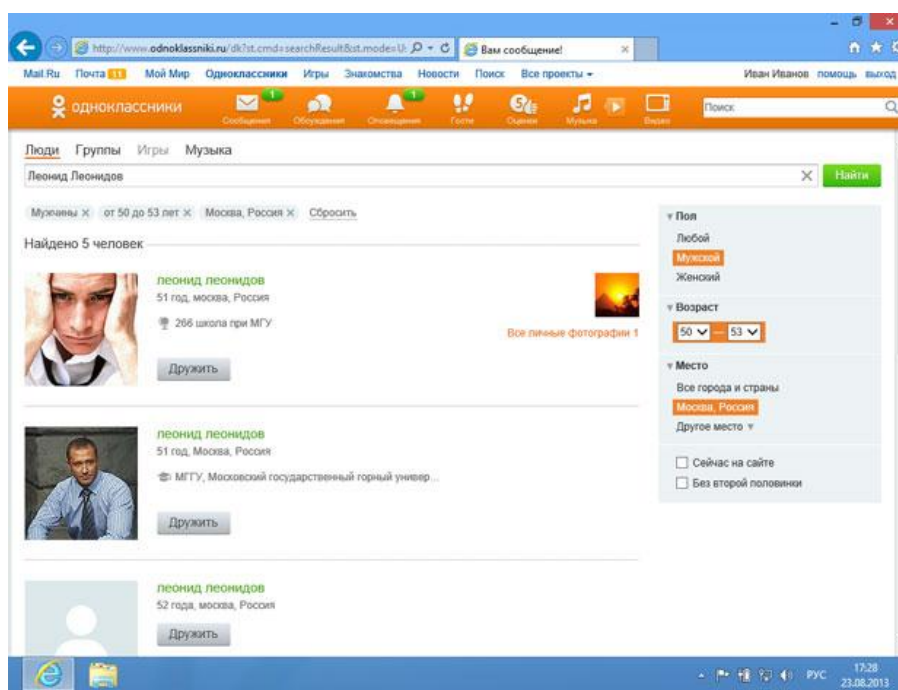 http://www.odnoklassniki.ru/dk?st.cmd=searchResult&st.mode=U
Вам сообщение!
Mail.Ru Почта 11 Мой Мир Одноклассники Игры Знакомства Новости Поиск Все проекты Иван Иванов помощь выход
одноклассники
1 1 5
Сообщения Обсуждения Оповещения Гости Оценки Музыка Видео Поиск
Люди Группы Игры Музыка
Леонид Леонидов Найти
Мужчины от 50 до 53 лет Москва, Россия Сбросить
Найдено 5 человек
леонид леонидов
51 год, москва, Россия
266 школа при МГУ
Все личные фотографии 1
Дружить
леонид леонидов
51 год, Москва, Россия
МГГУ, Московский государственный горный универ...
Дружить
леонид леонидов
52 года, москва, Россия
Дружить
Пол
Любой
Мужской
Женский
Возраст
50 — 53
Место
Все города и страны
Москва, Россия
Другое место
Сейчас на сайте
Без второй половинки
РУС 17:28
23.08.2013